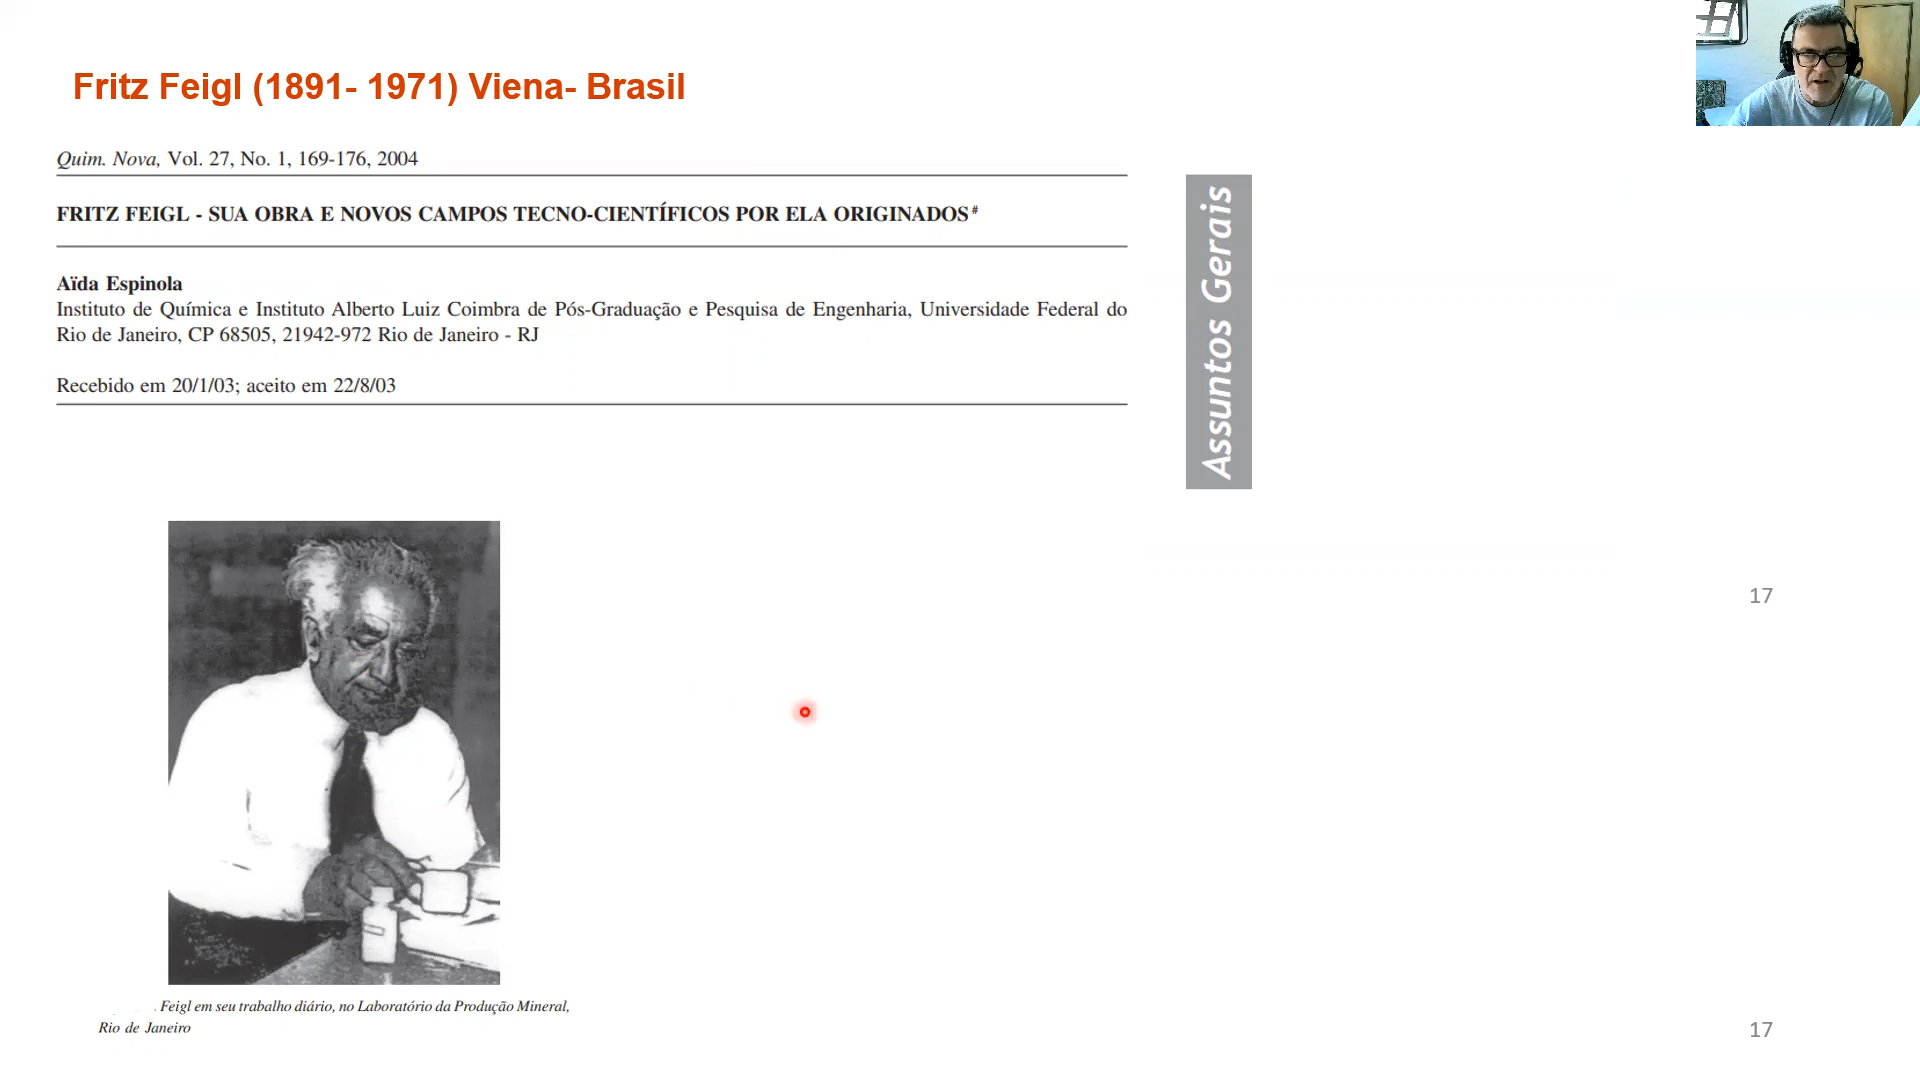 Fritz Feigl (1891- 1971) Viena- Brasil
Quim. Nova, Vol. 27, No. 1, 169-176, 2004
FRITZ FEIGL - SUA OBRA E NOVOS CAMPOS TECNO-CIENTÍFICOS POR ELA ORIGINADOS#
Aïda Espinola
Instituto de Química e Instituto Alberto Luiz Coimbra de Pós-Graduação e Pesquisa de Engenharia, Universidade Federal do
Rio de Janeiro, CP 68505, 21942-972 Rio de Janeiro - RJ
Recebido em 20/1/03; aceito em 22/8/03
Assuntos Gerais
17
. Feigl em seu trabalho diário, no Laboratório da Produção Mineral,
Rio de Janeiro
17